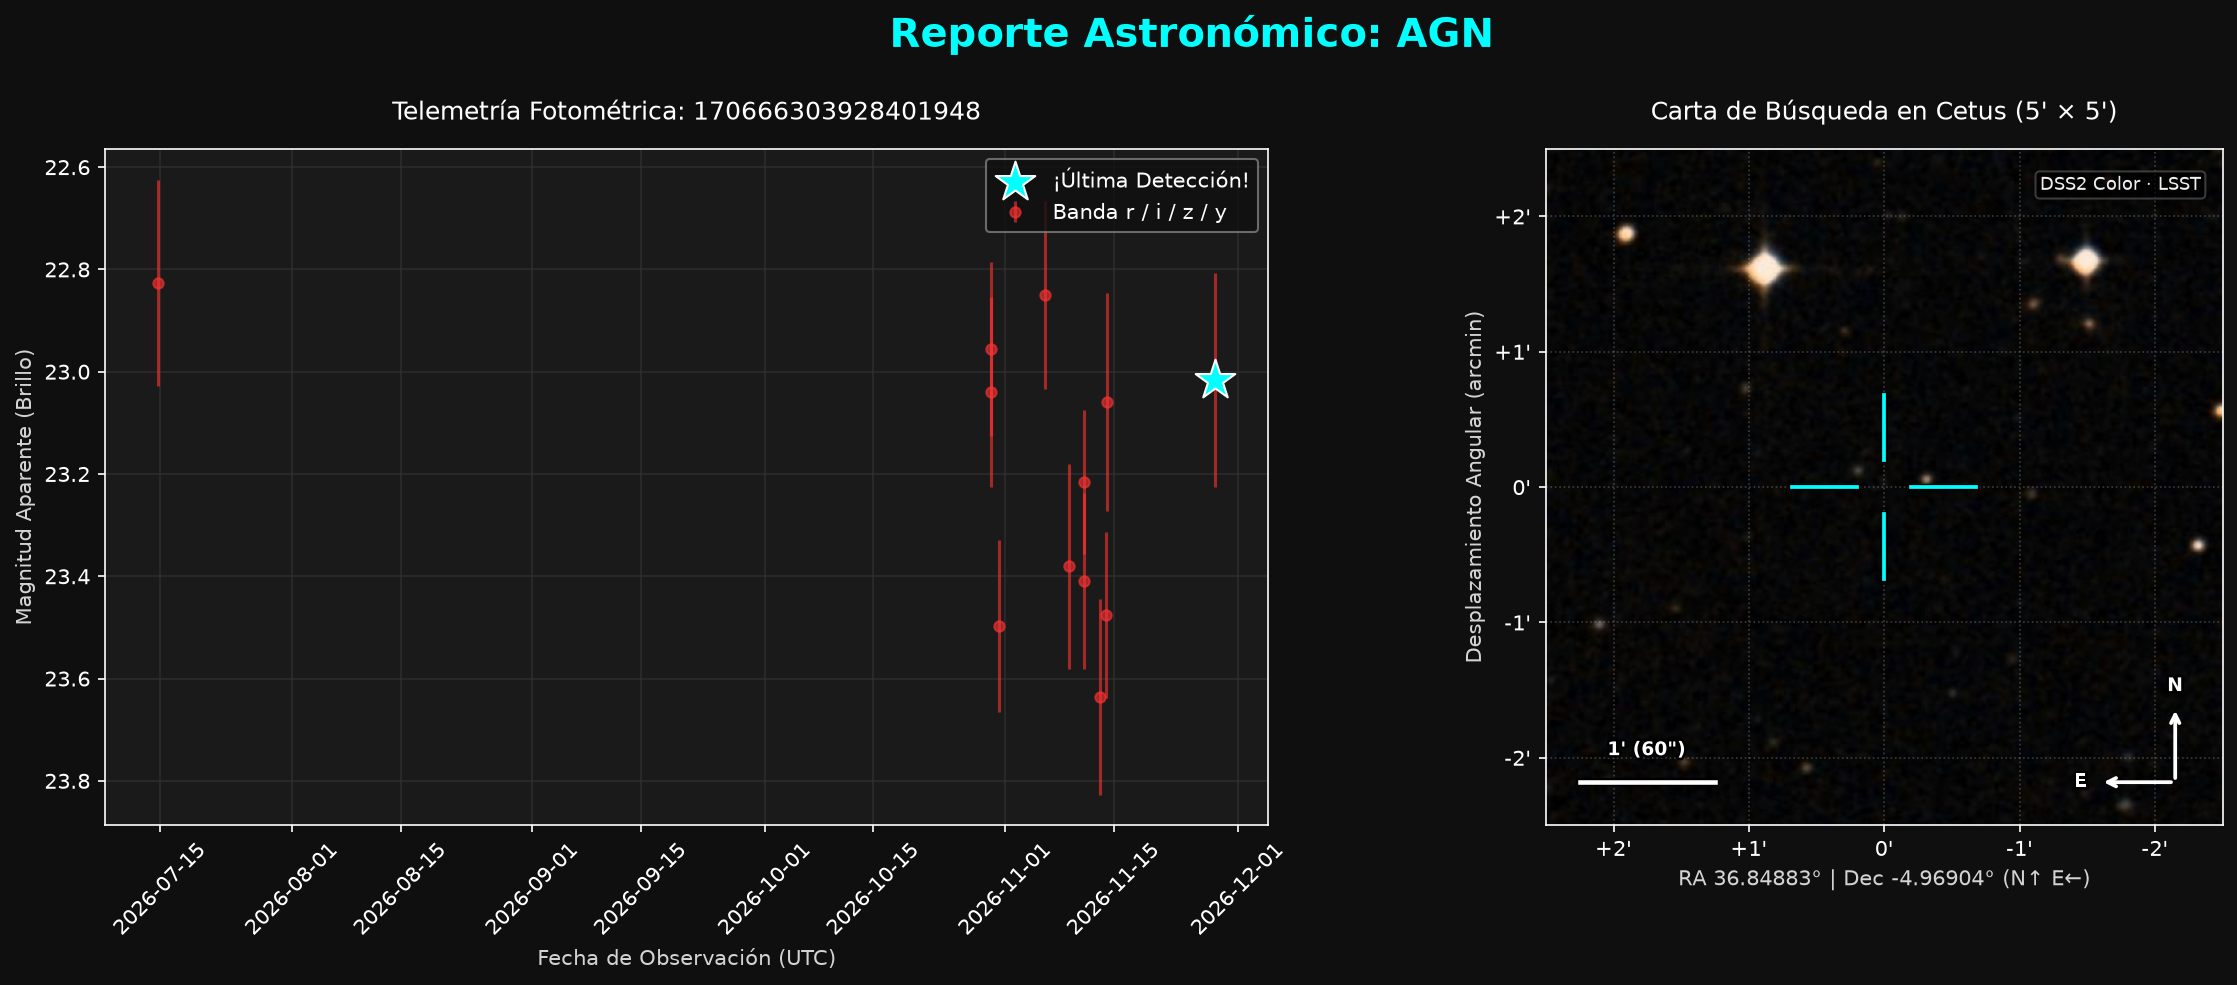 Reporte Astronómico: AGN
Telemetría Fotométrica: 170666303928401948
Magnitud Aparente (Brillo)
22.6
22.8
23.0
23.2
23.4
23.6
23.8
¡Última Detección!
Banda r / i / z / y
2026-07-15
2026-08-01
2026-08-15
2026-09-01
2026-09-15
2026-10-01
2026-10-15
2026-11-01
2026-11-15
2026-12-01
Fecha de Observación (UTC)
Carta de Búsqueda en Cetus (5' × 5')
Desplazamiento Angular (arcmin)
+2'
+1'
0'
-1'
-2'
DSS2 Color · LSST
N
E
1' (60")
+2'
+1'
0'
-1'
-2'
RA 36.84883° | Dec -4.96904° (N↑ E←)